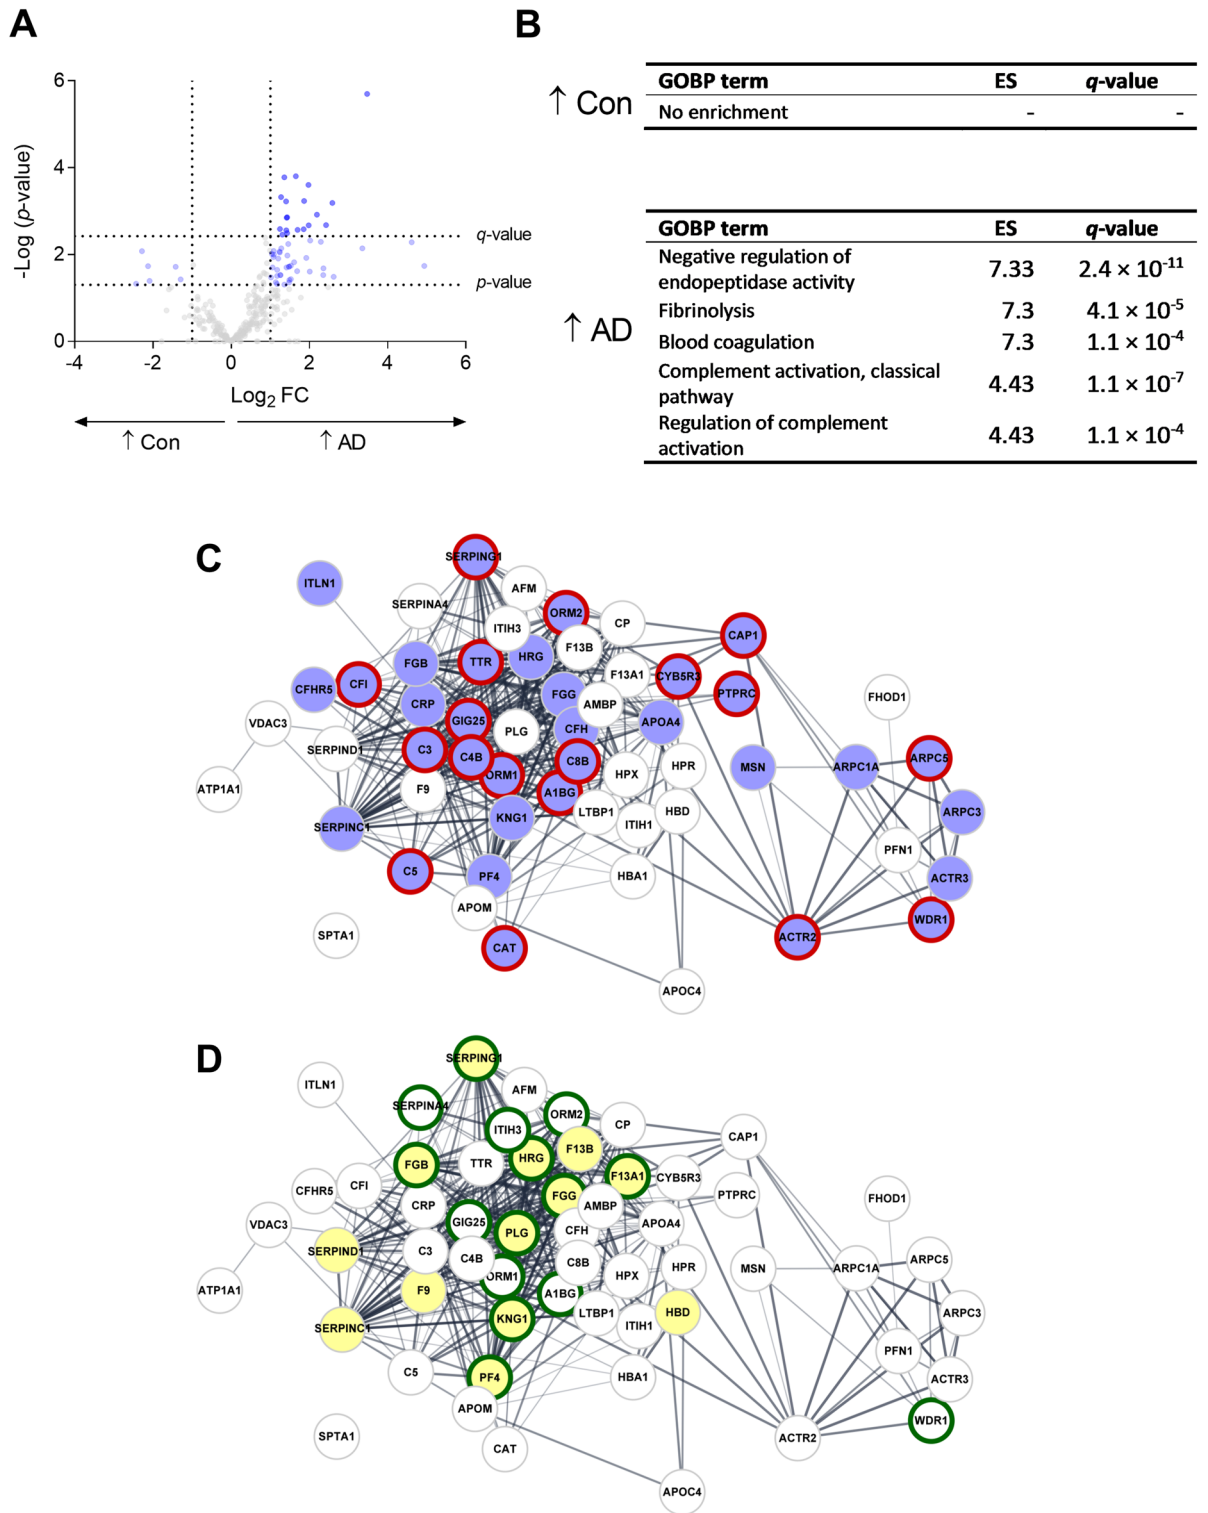 A
B
6
4
2
0
-4
-2
0
2
4
6
-Log (p-value)
q-value
p-value
Log2 FC
↑ Con
↑ AD
↑ Con
GOBP term ES q-value
No enrichment - -
↑ AD
GOBP term ES q-value
Negative regulation of
endopeptidase activity 7.33 2.4 × 10⁻¹¹
Fibrinolysis 7.3 4.1 × 10⁻⁵
Blood coagulation 7.3 1.1 × 10⁻⁴
Complement activation, classical
pathway 4.43 1.1 × 10⁻⁷
Regulation of complement
activation 4.43 1.1 × 10⁻⁴
C
SERPING1
ITLN1
AFM
SERPINA4
ORM2
ITIH3
CP
CAP1
F13B
FGB
TTR
HRG
F13A1
CYB5R3
CFHR5
CFI
FGG
PTPRC
FHOD1
CRP
AMBP
VDAC3
GIG25
PLG
CFH
APOA4
SERPIND1
C3
C4B
C8B
ARPC5
ORM1
HPX
HPR
MSN
ARPC1A
ATP1A1
F9
A1BG
LTBP1
HBD
ARPC3
SERPINC1
KNG1
ITIH1
PFN1
C5
PF4
HBA1
ACTR3
APOM
WDR1
SPTA1
ACTR2
CAT
APOC4
D
SERPING1
ITLN1
AFM
SERPINA4
ORM2
ITIH3
CP
CAP1
F13B
FGB
TTR
HRG
F13A1
CYB5R3
CFHR5
CFI
FGG
PTPRC
FHOD1
CRP
AMBP
VDAC3
GIG25
PLG
CFH
APOA4
SERPIND1
C3
C4B
C8B
ARPC5
ORM1
HPX
HPR
MSN
ARPC1A
ATP1A1
F9
A1BG
LTBP1
HBD
ARPC3
SERPINC1
KNG1
ITIH1
PFN1
C5
PF4
HBA1
ACTR3
APOM
WDR1
SPTA1
ACTR2
CAT
APOC4